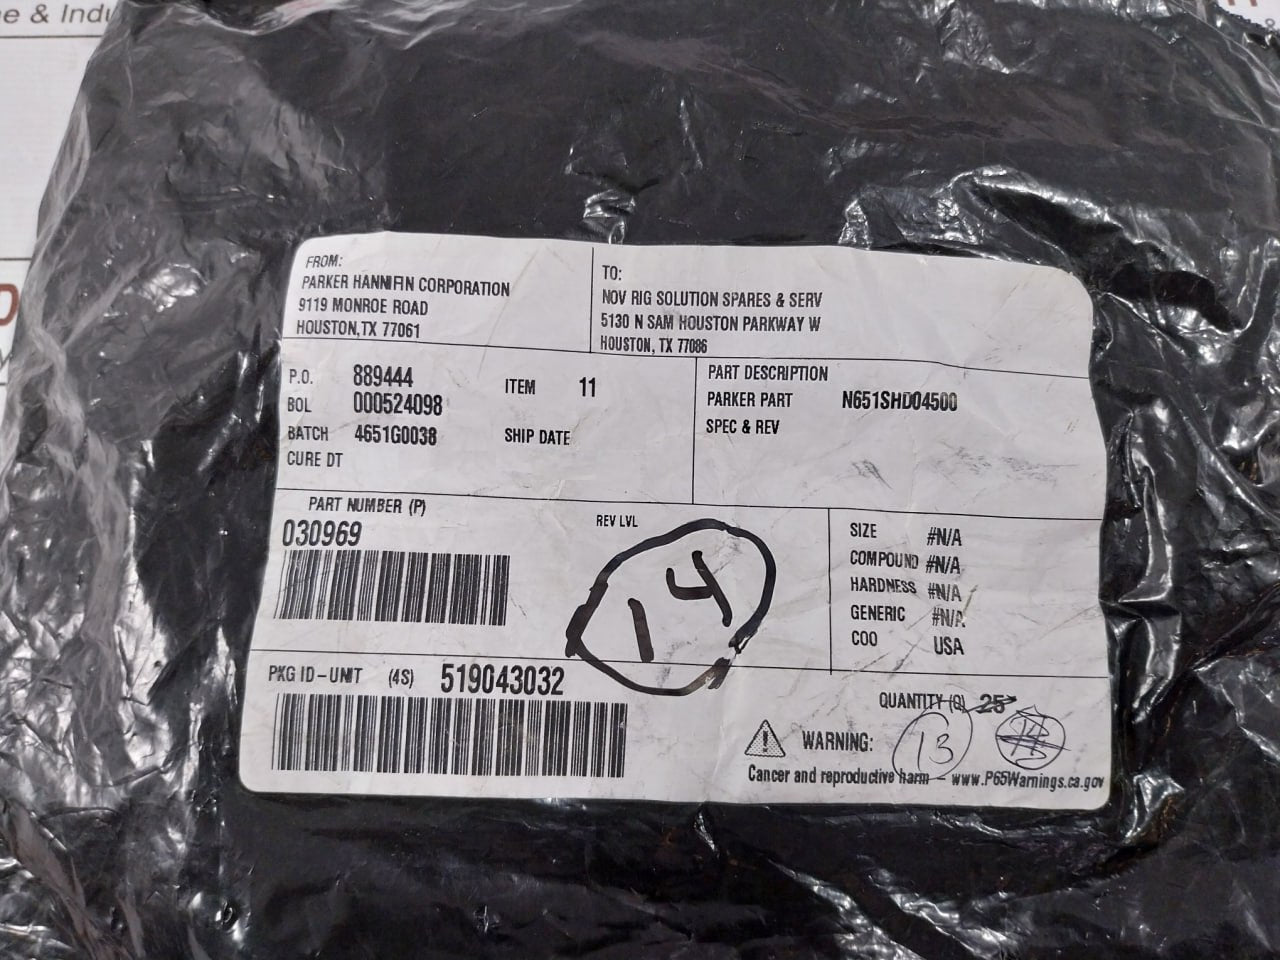 e & Indu
FROM:
PARKER HANNIFIN CORPORATION
9119 MONROE ROAD
HOUSTON, TX 77061
TO:
NOV RIG SOLUTION SPARES & SERV
5130 N SAM HOUSTON PARKWAY W
HOUSTON, TX 77086
P.O. 889444 ITEM 11
BOL 000524098
BATCH 4651G0038 SHIP DATE
CURE DT
PART DESCRIPTION
PARKER PART N651SHD04500
SPEC & REV
PART NUMBER (P)
030969
REV LVL
14
SIZE #N/A
COMPOUND #N/A
HARDNESS #N/A
GENERIC #N/A
COO USA
PKG ID-UNIT (4S) 519043032
QUANTITY (Q) 25
13
WARNING:
Cancer and reproductive harm - www.P65Warnings.ca.gov